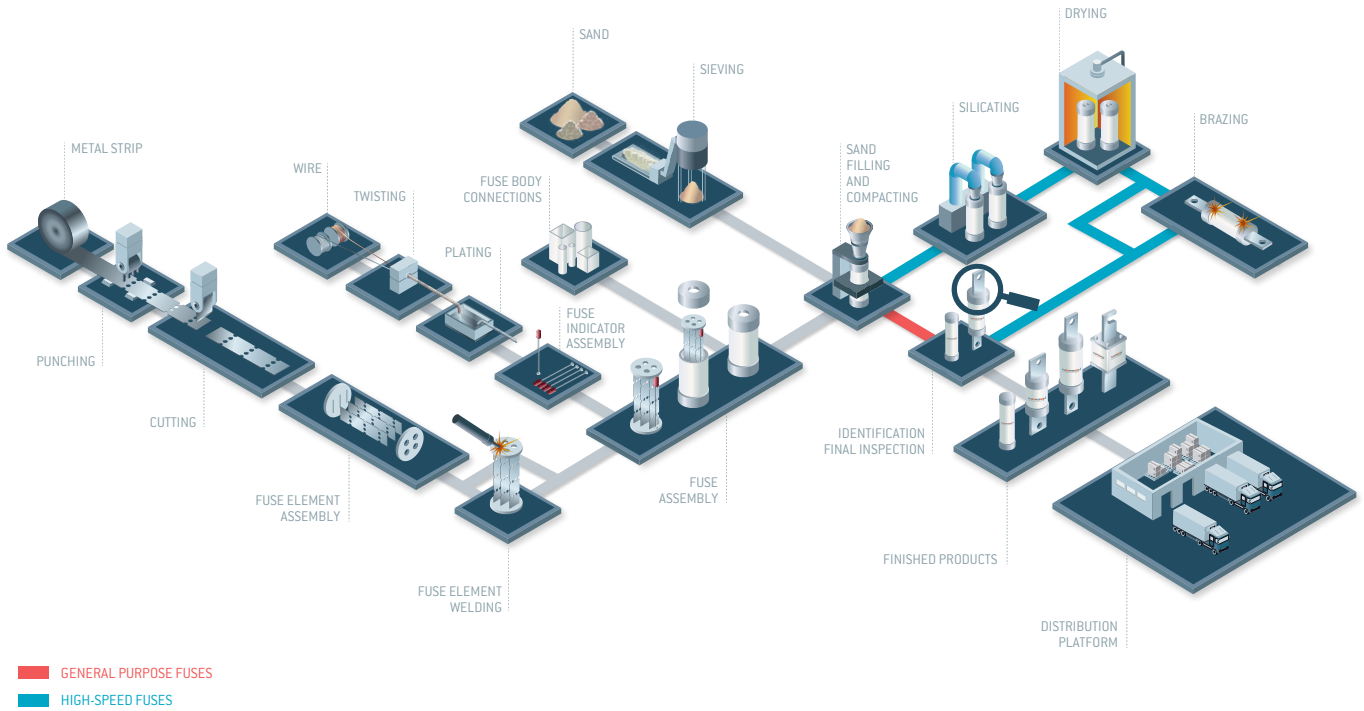 DRYING
SAND
SIEVING
SILICATING
BRAZING
METAL STRIP
WIRE
TWISTING
FUSE BODY
CONNECTIONS
SAND
FILLING
AND
COMPACTING
PLATING
FUSE
INDICATOR
ASSEMBLY
PUNCHING
CUTTING
IDENTIFICATION
FINAL INSPECTION
FUSE
ASSEMBLY
FUSE ELEMENT
ASSEMBLY
FINISHED PRODUCTS
FUSE ELEMENT
WELDING
DISTRIBUTION
PLATFORM
GENERAL PURPOSE FUSES
HIGH-SPEED FUSES